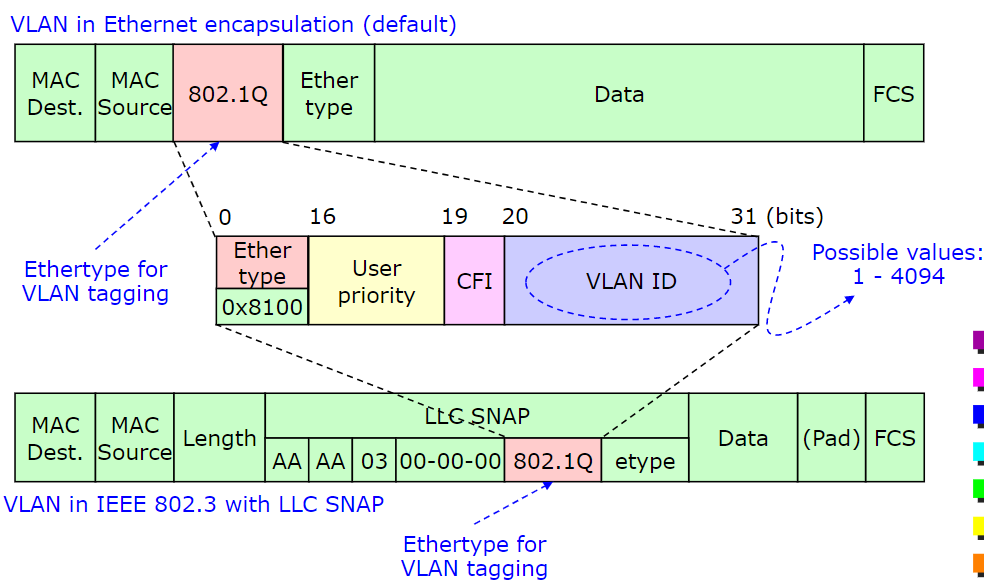 VLAN in Ethernet encapsulation (default)
MAC Dest.
MAC Source
802.1Q
Ether type
Data
FCS
0
16
19
20
31 (bits)
Ethertype for
VLAN tagging
Ether type
0x8100
User priority
CFI
VLAN ID
Possible values:
1 - 4094
MAC Dest.
MAC Source
Length
LLC SNAP
AA
AA
03
00-00-00
802.1Q
etype
Data
(Pad)
FCS
VLAN in IEEE 802.3 with LLC SNAP
Ethertype for
VLAN tagging